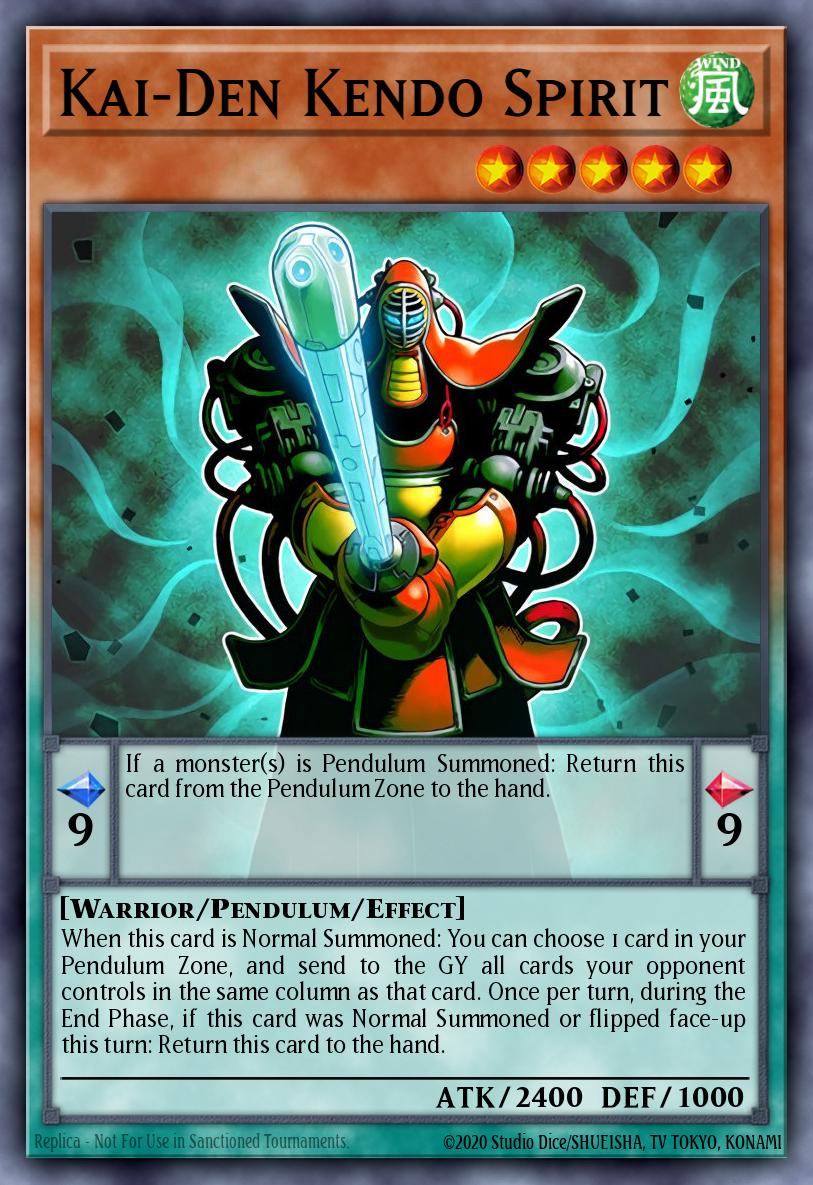 Kai-Den Kendo Spirit
WIND
風
If a monster(s) is Pendulum Summoned: Return this
card from the Pendulum Zone to the hand.
9
9
[Warrior/Pendulum/Effect]
When this card is Normal Summoned: You can choose 1 card in your
Pendulum Zone, and send to the GY all cards your opponent
controls in the same column as that card. Once per turn, during the
End Phase, if this card was Normal Summoned or flipped face-up
this turn: Return this card to the hand.
ATK/2400 DEF/1000
Replica - Not For Use in Sanctioned Tournaments.
©2020 Studio Dice/SHUEISHA, TV TOKYO, KONAMI